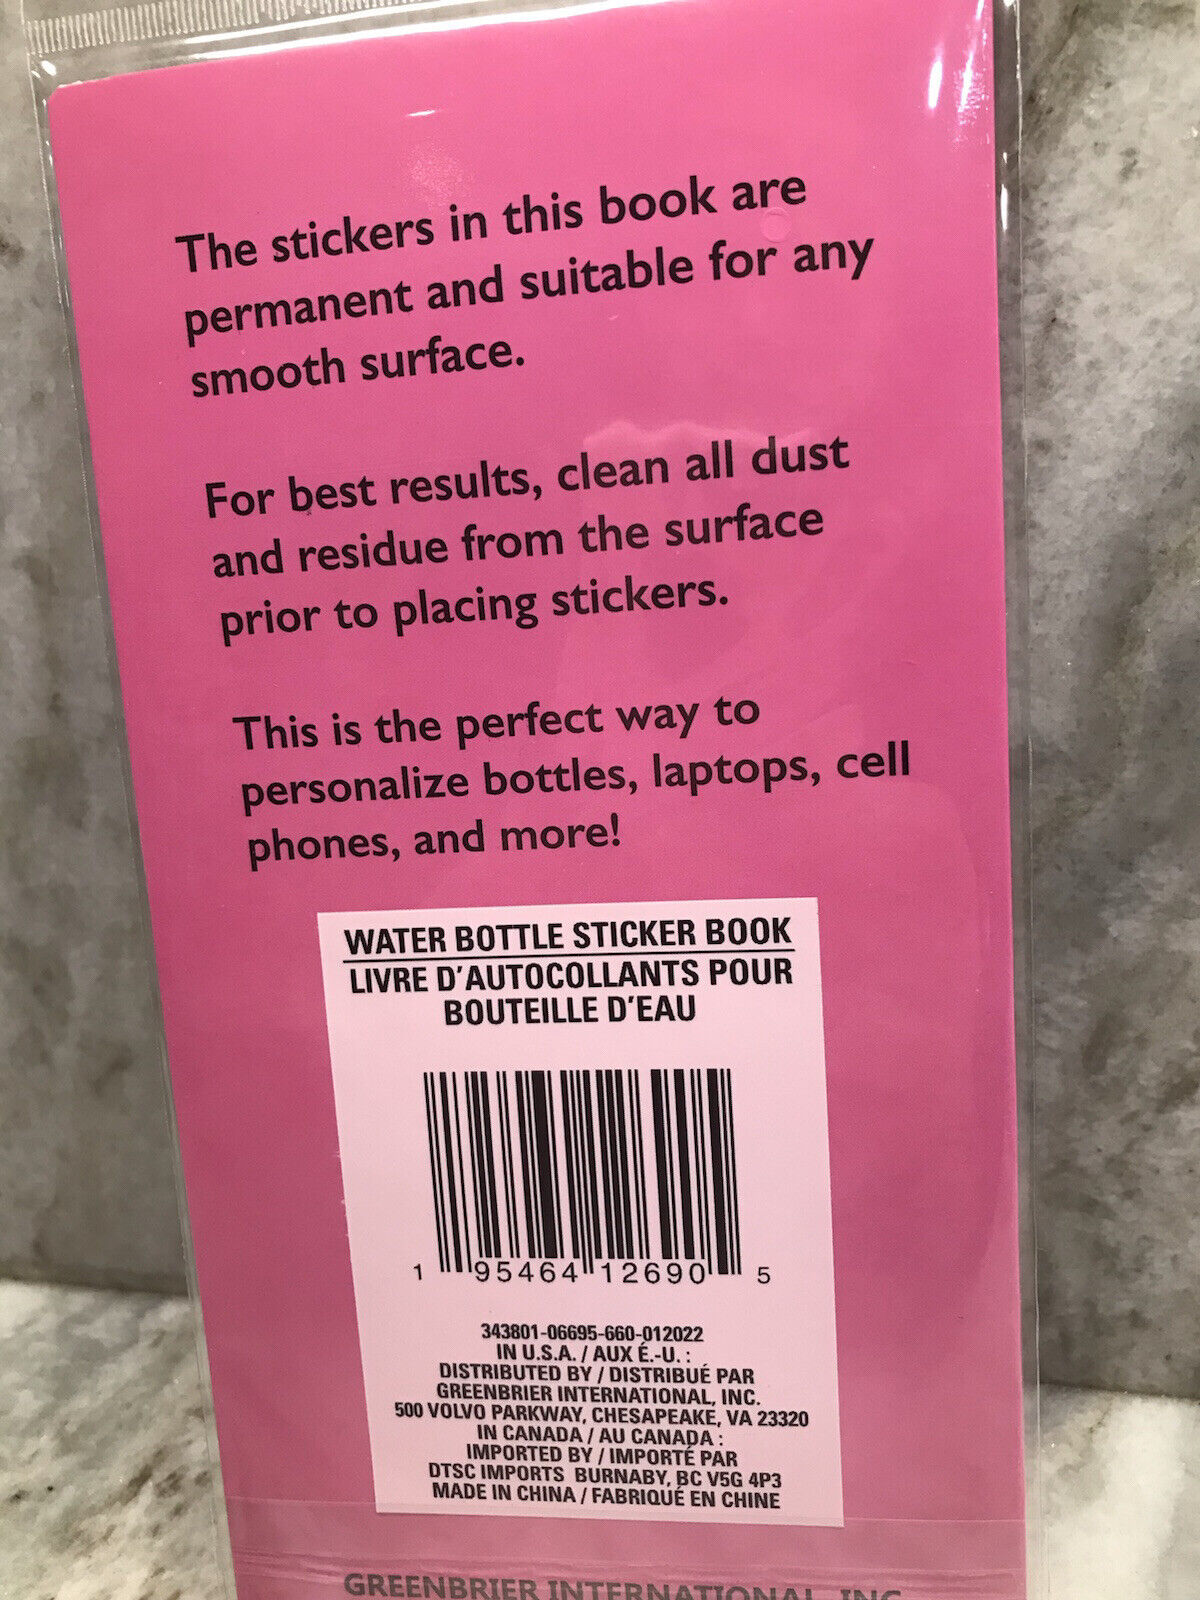 The stickers in this book are
permanent and suitable for any
smooth surface.
For best results, clean all dust
and residue from the surface
prior to placing stickers.
This is the perfect way to
personalize bottles, laptops, cell
phones, and more!
WATER BOTTLE STICKER BOOK
LIVRE D'AUTOCOLLANTS POUR
BOUTEILLE D'EAU
1 95464 12690 5
343801-06695-660-012022
IN U.S.A. / AUX É.-U. :
DISTRIBUTED BY / DISTRIBUÉ PAR
GREENBRIER INTERNATIONAL, INC.
500 VOLVO PARKWAY, CHESAPEAKE, VA 23320
IN CANADA / AU CANADA :
IMPORTED BY / IMPORTÉ PAR
DTSC IMPORTS BURNABY, BC V5G 4P3
MADE IN CHINA / FABRIQUÉ EN CHINE
GREENBRIER INTERNATIONAL, INC.